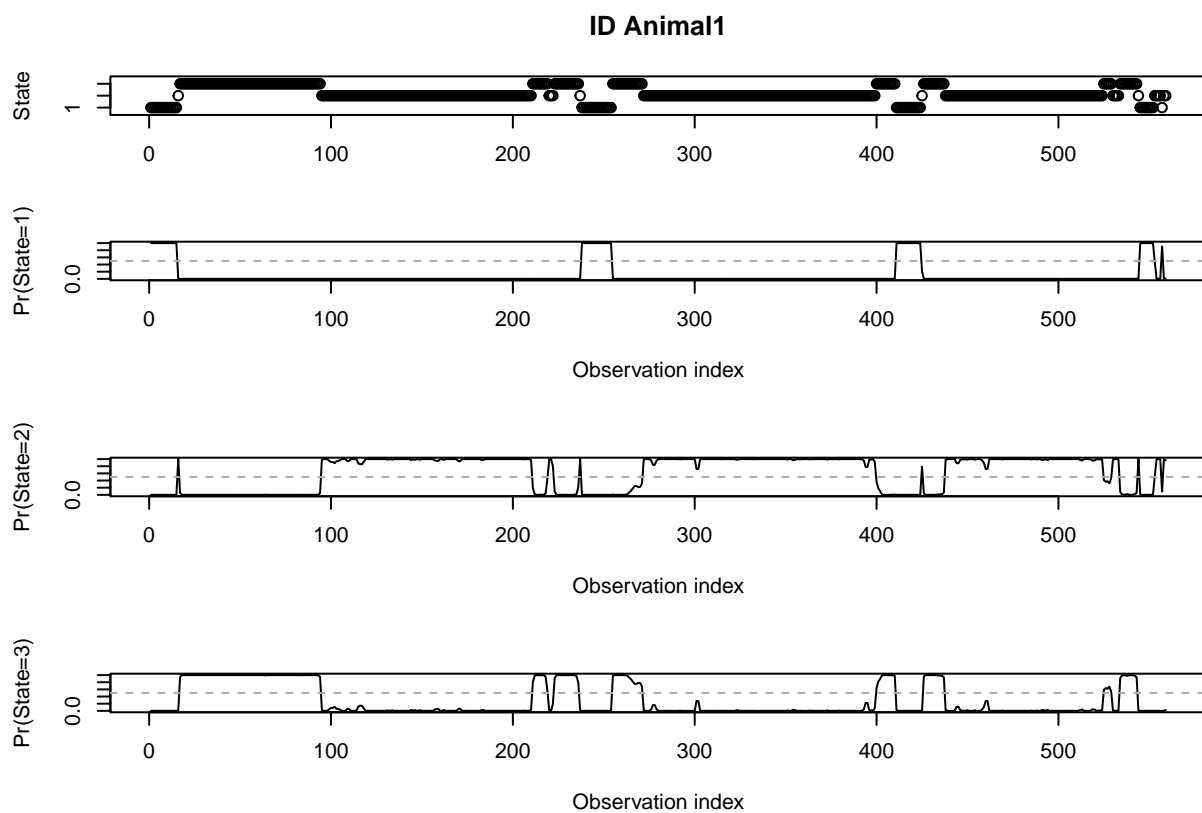 ID Animal1
State
1
0 100 200 300 400 500
Pr(State=1)
0.0
0 100 200 300 400 500
Observation index
Pr(State=2)
0.0
0 100 200 300 400 500
Observation index
Pr(State=3)
0.0
0 100 200 300 400 500
Observation index